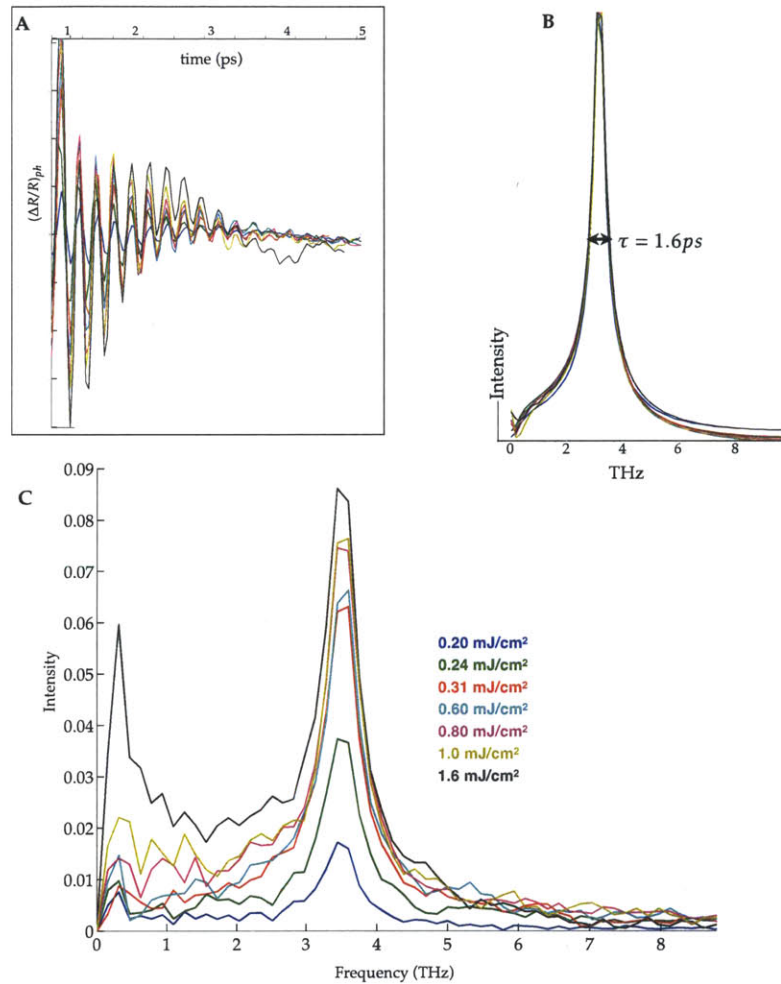 A
1 2 3 4 5
time (ps)
(ΔR/R)ph
B
τ = 1.6ps
Intensity
0 2 4 6 8
THz
C
0.09
0.08
0.07
0.06
0.05
0.04
0.03
0.02
0.01
0
Intensity
0.20 mJ/cm²
0.24 mJ/cm²
0.31 mJ/cm²
0.60 mJ/cm²
0.80 mJ/cm²
1.0 mJ/cm²
1.6 mJ/cm²
0 1 2 3 4 5 6 7 8
Frequency (THz)